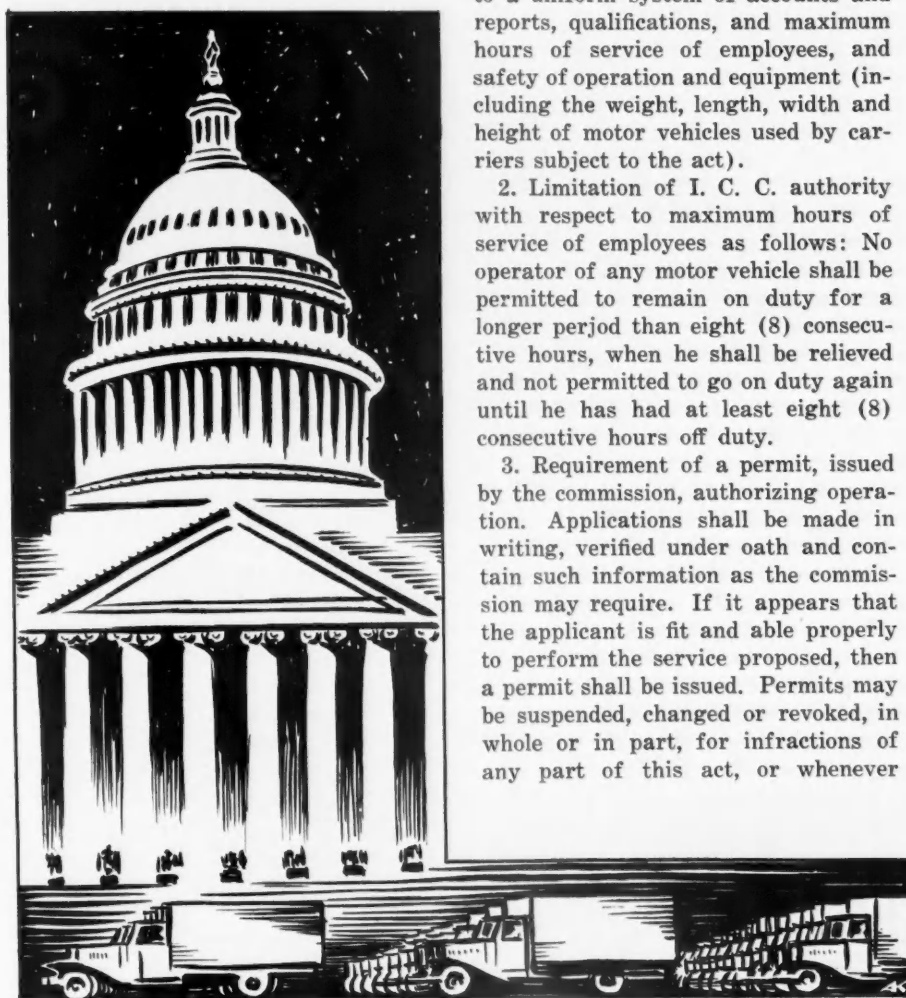 to a uniform system of accounts and
reports, qualifications, and maximum
hours of service of employees, and
safety of operation and equipment (in-
cluding the weight, length, width and
height of motor vehicles used by car-
riers subject to the act).
2. Limitation of I. C. C. authority
with respect to maximum hours of
service of employees as follows: No
operator of any motor vehicle shall be
permitted to remain on duty for a
longer perjod than eight (8) consecu-
tive hours, when he shall be relieved
and not permitted to go on duty again
until he has had at least eight (8)
consecutive hours off duty.
3. Requirement of a permit, issued
by the commission, authorizing opera-
tion. Applications shall be made in
writing, verified under oath and con-
tain such information as the commis-
sion may require. If it appears that
the applicant is fit and able properly
to perform the service proposed, then
a permit shall be issued. Permits may
be suspended, changed or revoked, in
whole or in part, for infractions of
any part of this act, or whenever
AK